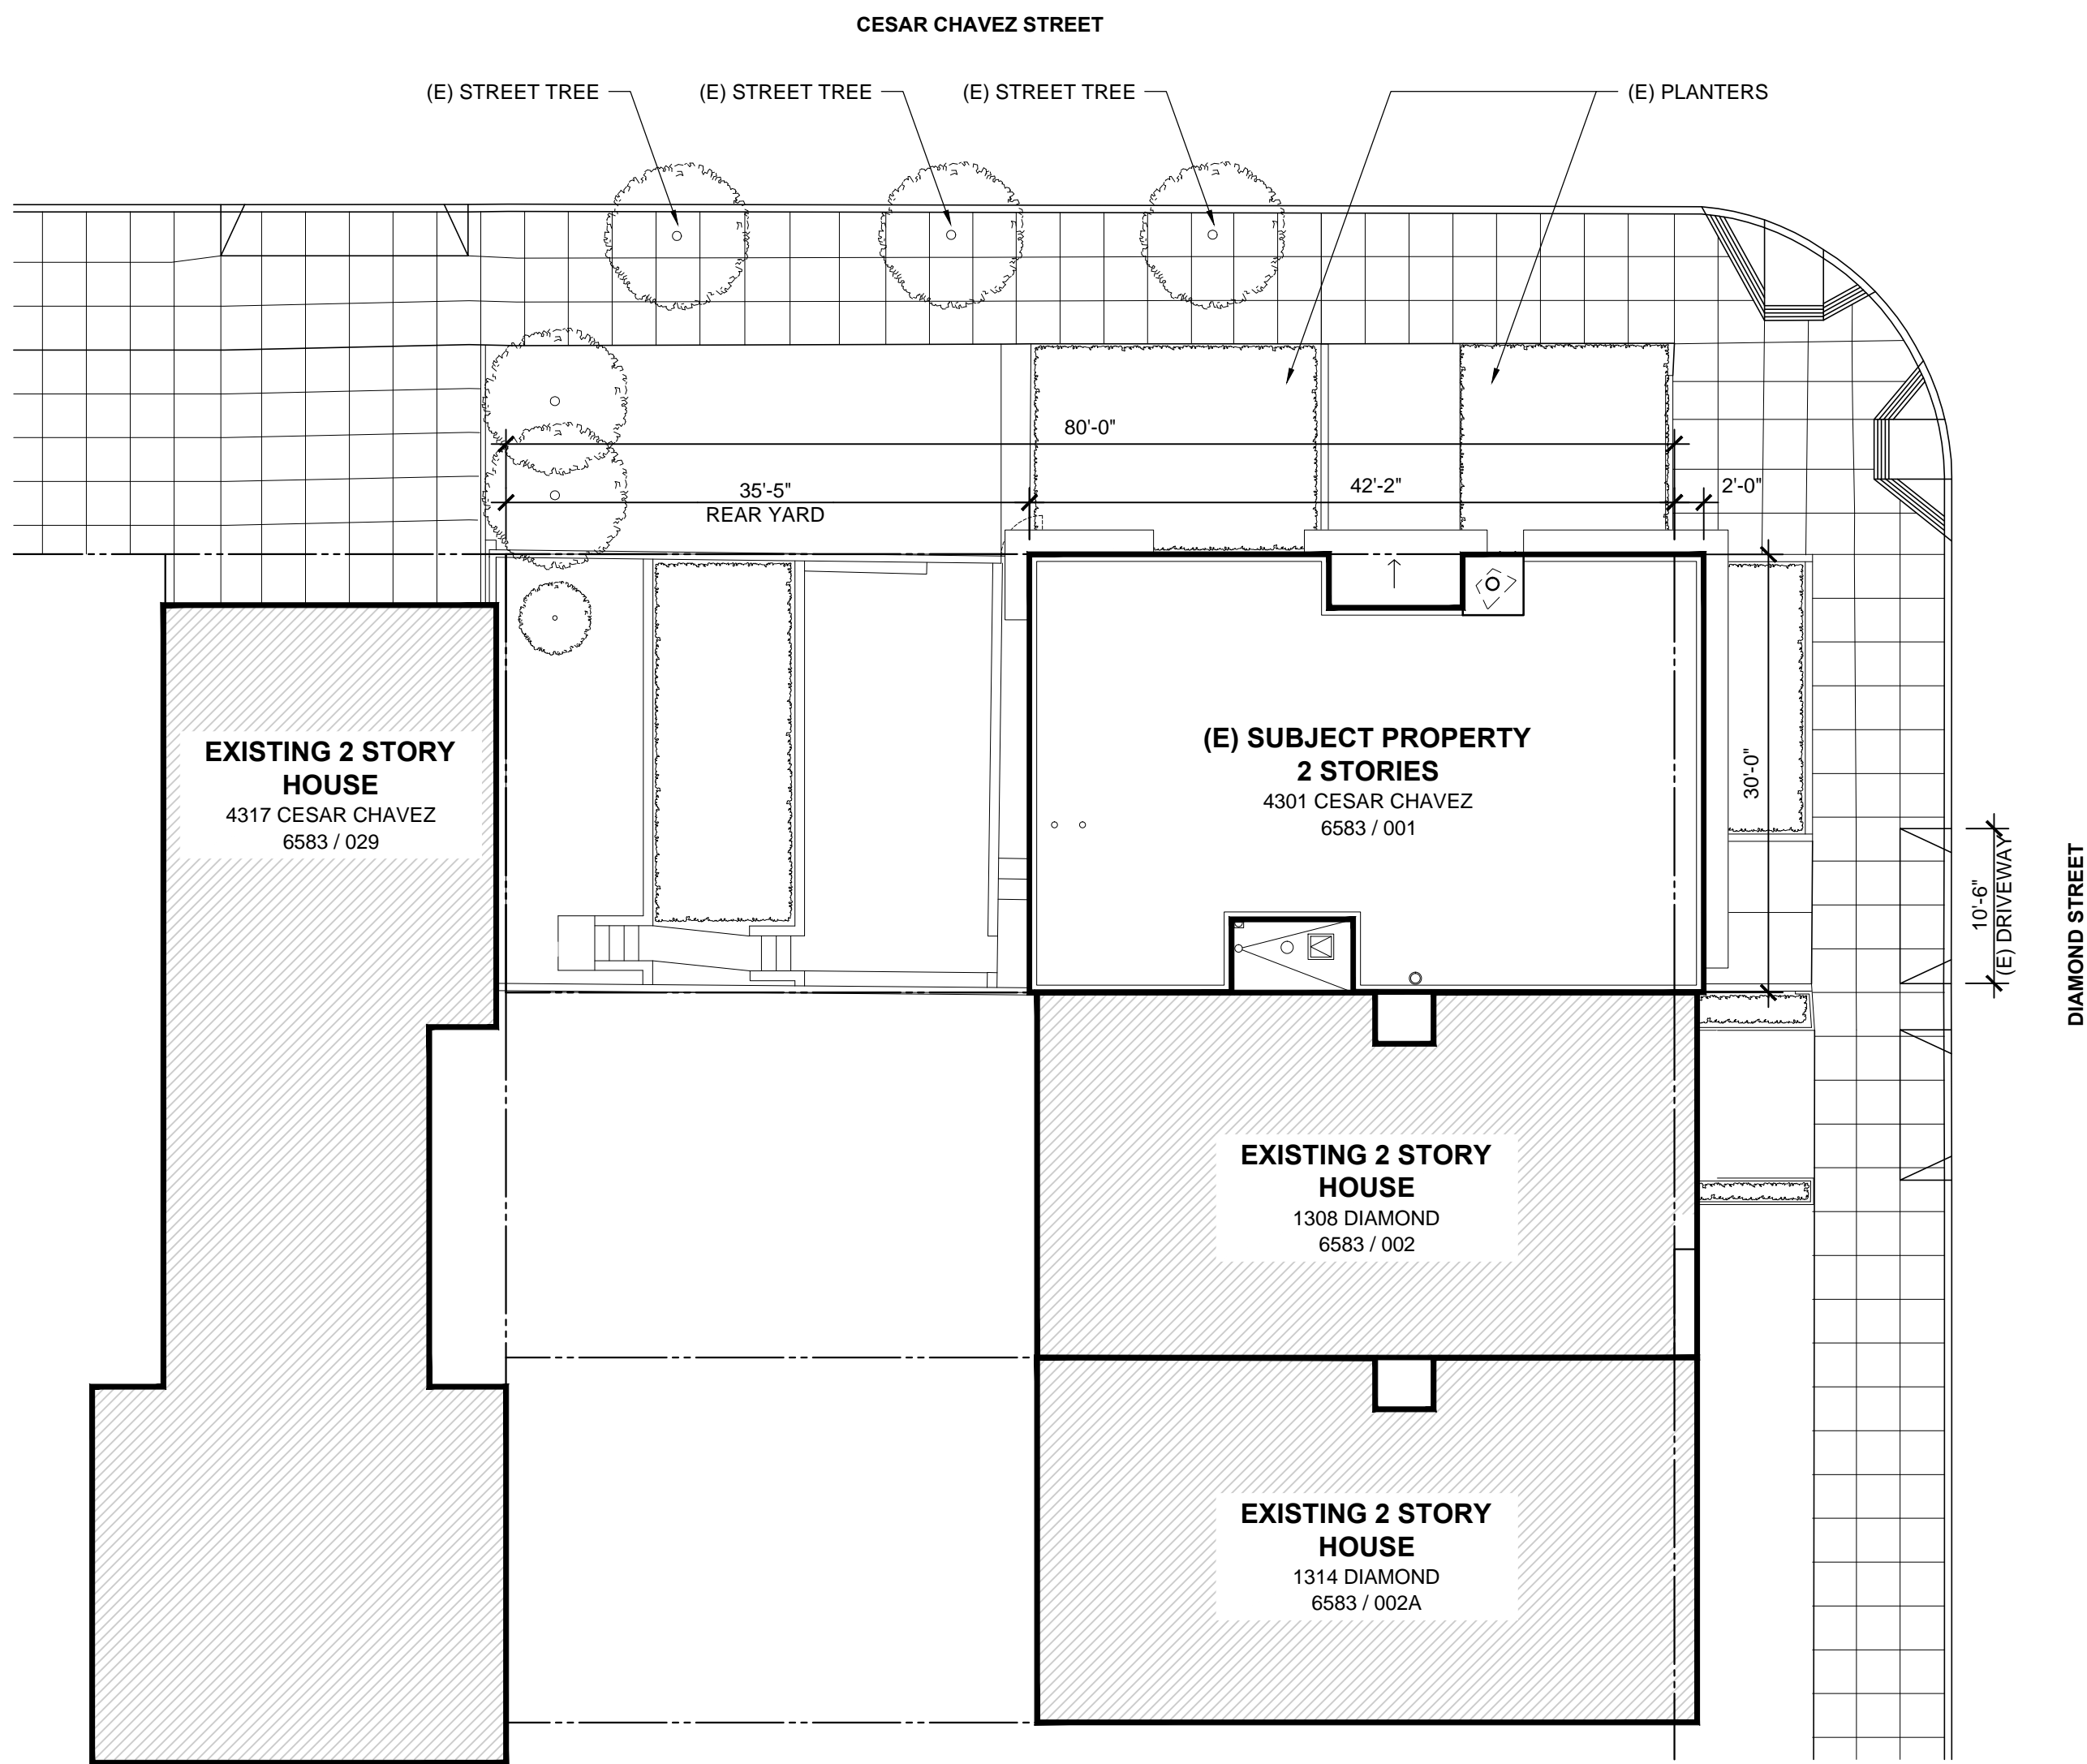 CESAR CHAVEZ STREET
(E) STREET TREE
(E) STREET TREE
(E) STREET TREE
(E) PLANTERS
80'-0"
35'-5"
REAR YARD
42'-2"
2'-0"
EXISTING 2 STORY
HOUSE
4317 CESAR CHAVEZ
6583 / 029
(E) SUBJECT PROPERTY
2 STORIES
4301 CESAR CHAVEZ
6583 / 001
30'-0"
10'-6"
(E) DRIVEWAY
DIAMOND STREET
EXISTING 2 STORY
HOUSE
1308 DIAMOND
6583 / 002
EXISTING 2 STORY
HOUSE
1314 DIAMOND
6583 / 002A